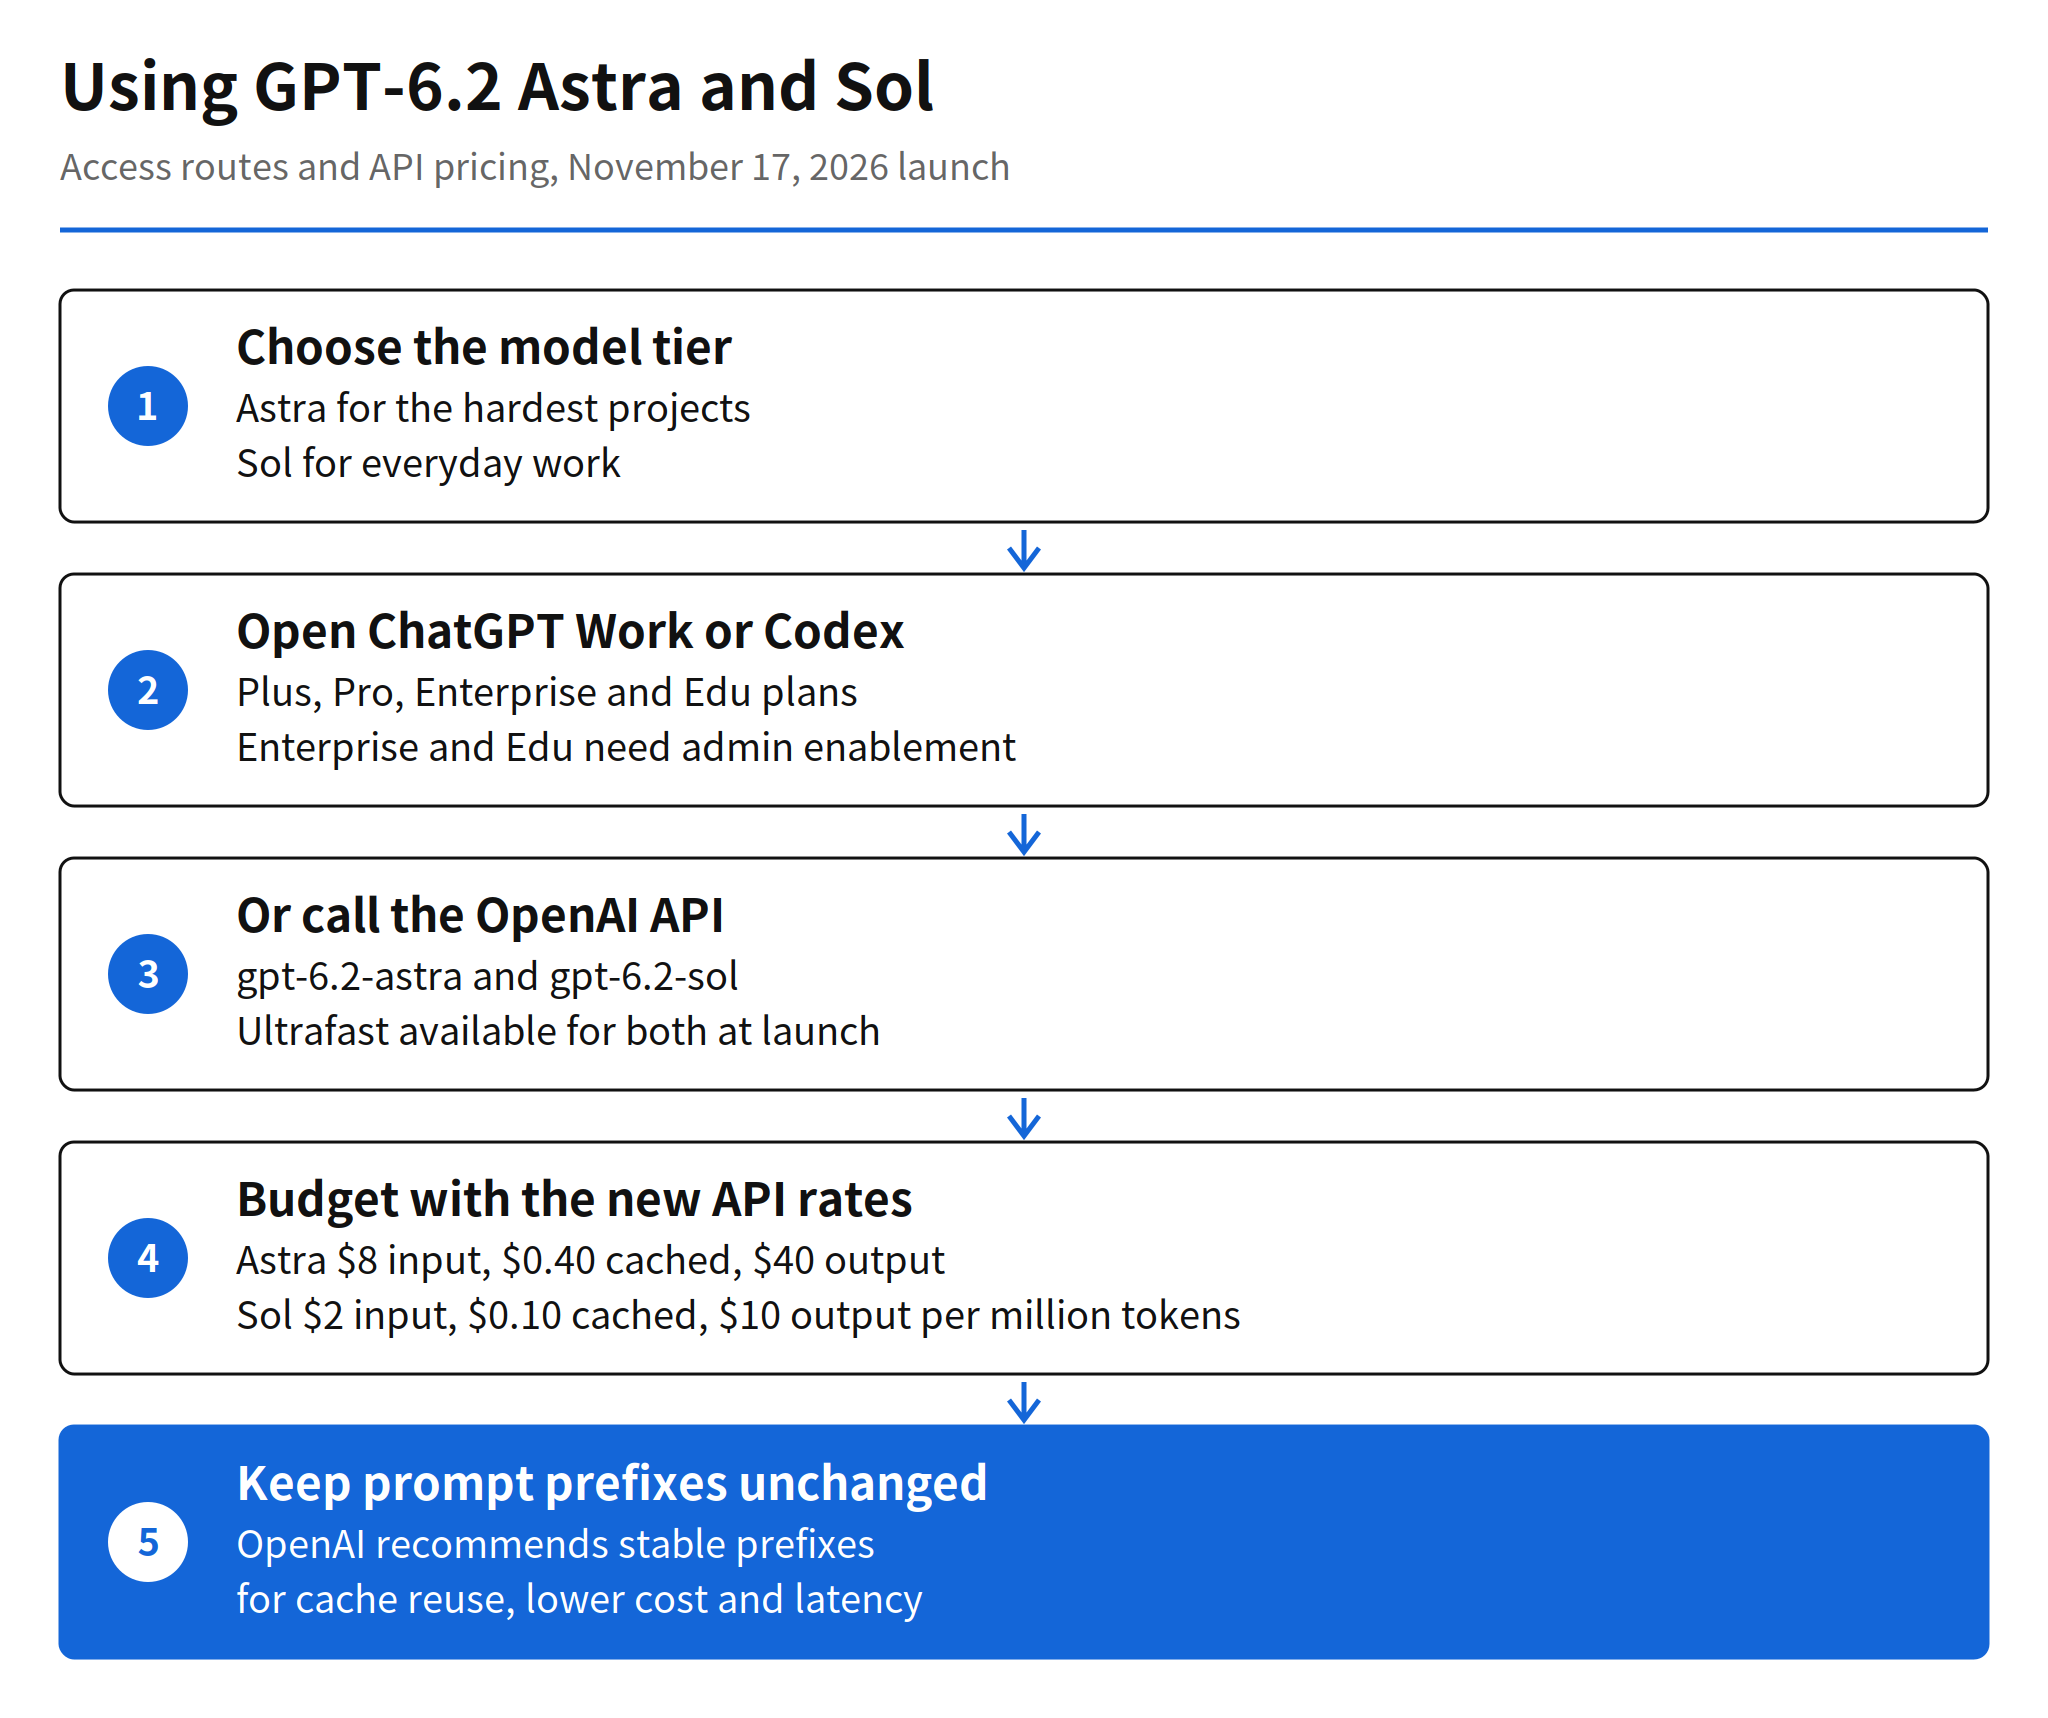 Using GPT-6.2 Astra and Sol
Access routes and API pricing, November 17, 2026 launch
1
Choose the model tier
Astra for the hardest projects
Sol for everyday work
2
Open ChatGPT Work or Codex
Plus, Pro, Enterprise and Edu plans
Enterprise and Edu need admin enablement
3
Or call the OpenAI API
gpt-6.2-astra and gpt-6.2-sol
Ultrafast available for both at launch
4
Budget with the new API rates
Astra $8 input, $0.40 cached, $40 output
Sol $2 input, $0.10 cached, $10 output per million tokens
5
Keep prompt prefixes unchanged
OpenAI recommends stable prefixes
for cache reuse, lower cost and latency